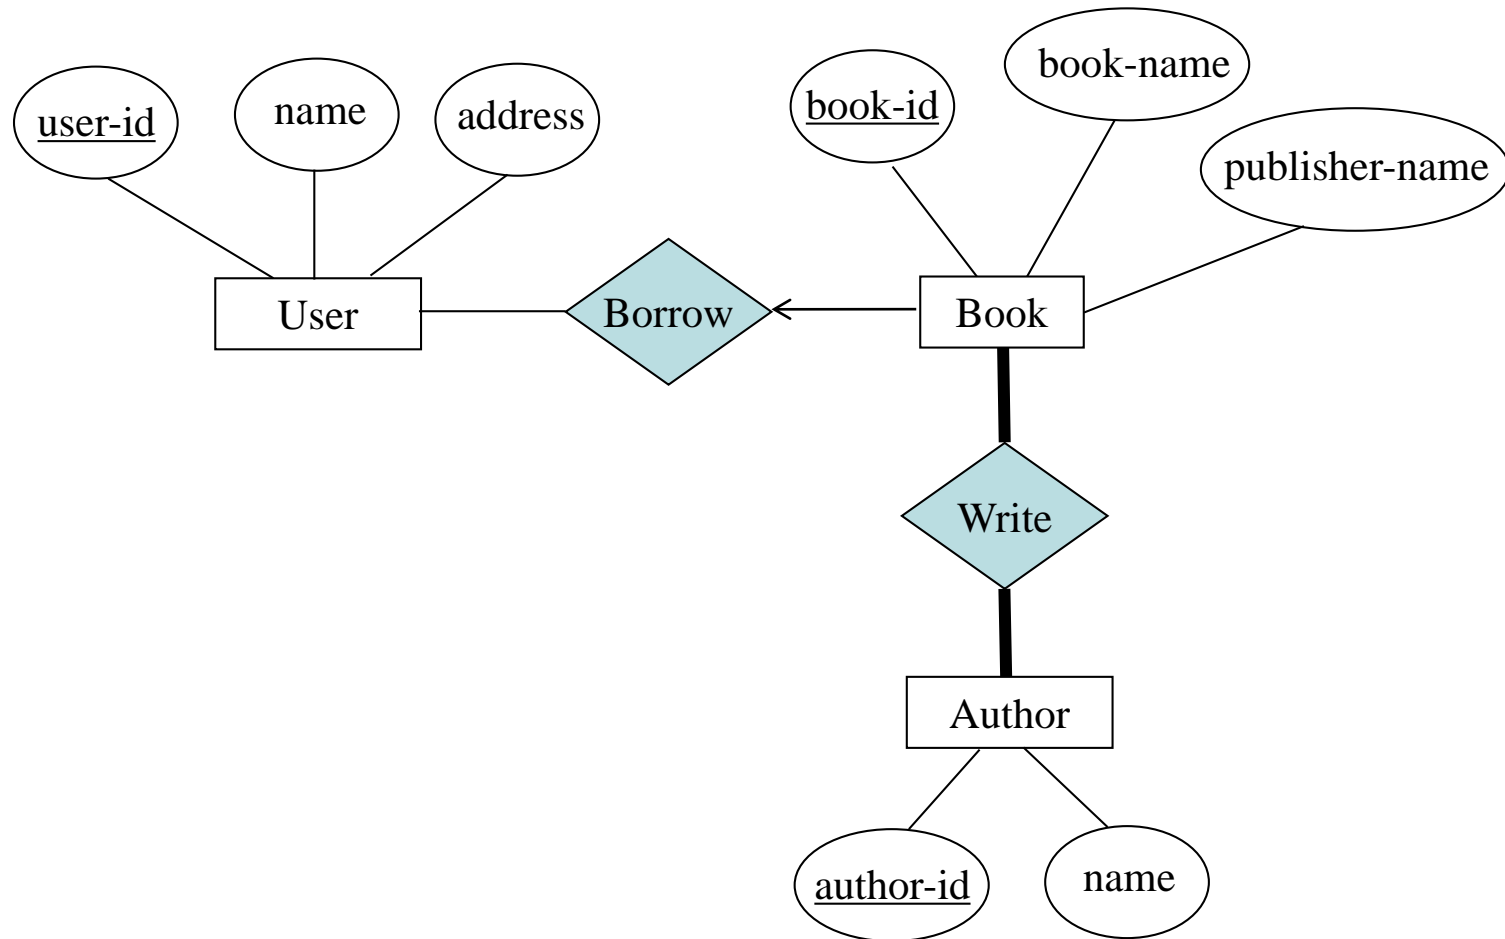 user-id
name
address
book-id
book-name
publisher-name
User
Borrow
Book
Write
Author
author-id
name